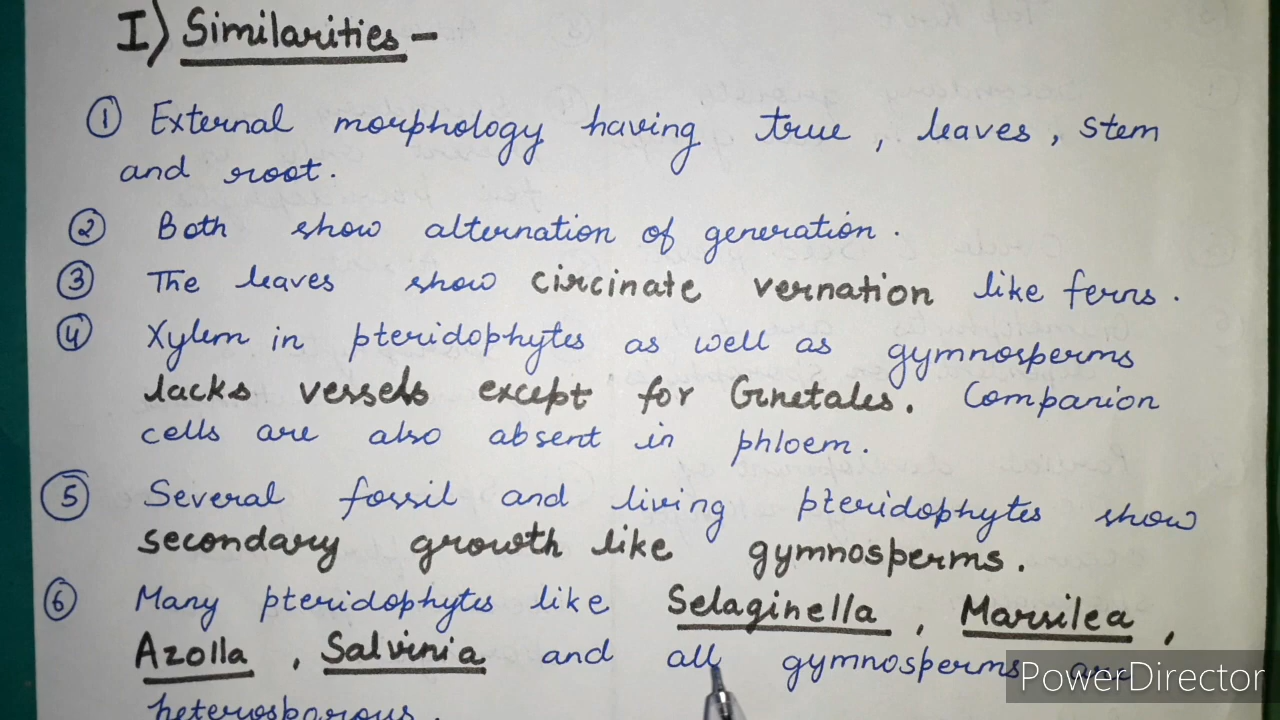 I) Similarities -
① External morphology having true, leaves, stem
and root.
② Both show alternation of generation.
③ The leaves show circinate vernation like ferns.
④ Xylem in pteridophytes as well as gymnosperms
lacks vessels except for Gnetales. Companion
cells are also absent in phloem.
⑤ Several fossil and living pteridophytes show
secondary growth like gymnosperms.
⑥ Many pteridophytes like Selaginella, Marsilea,
Azolla, Salvinia and all gymnosperms are
heterosporous.
PowerDirector